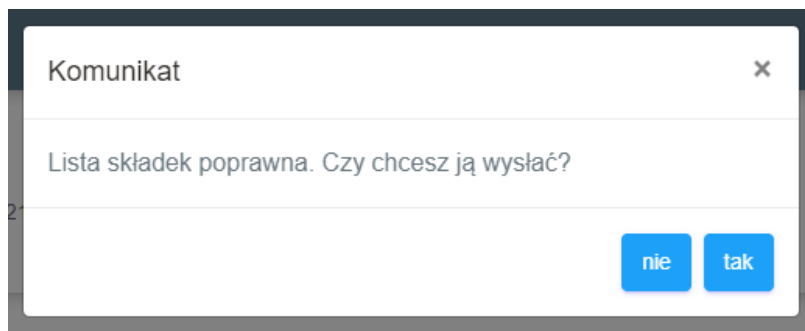 Komunikat ×
Lista składek poprawna. Czy chcesz ją wysłać?
nie tak